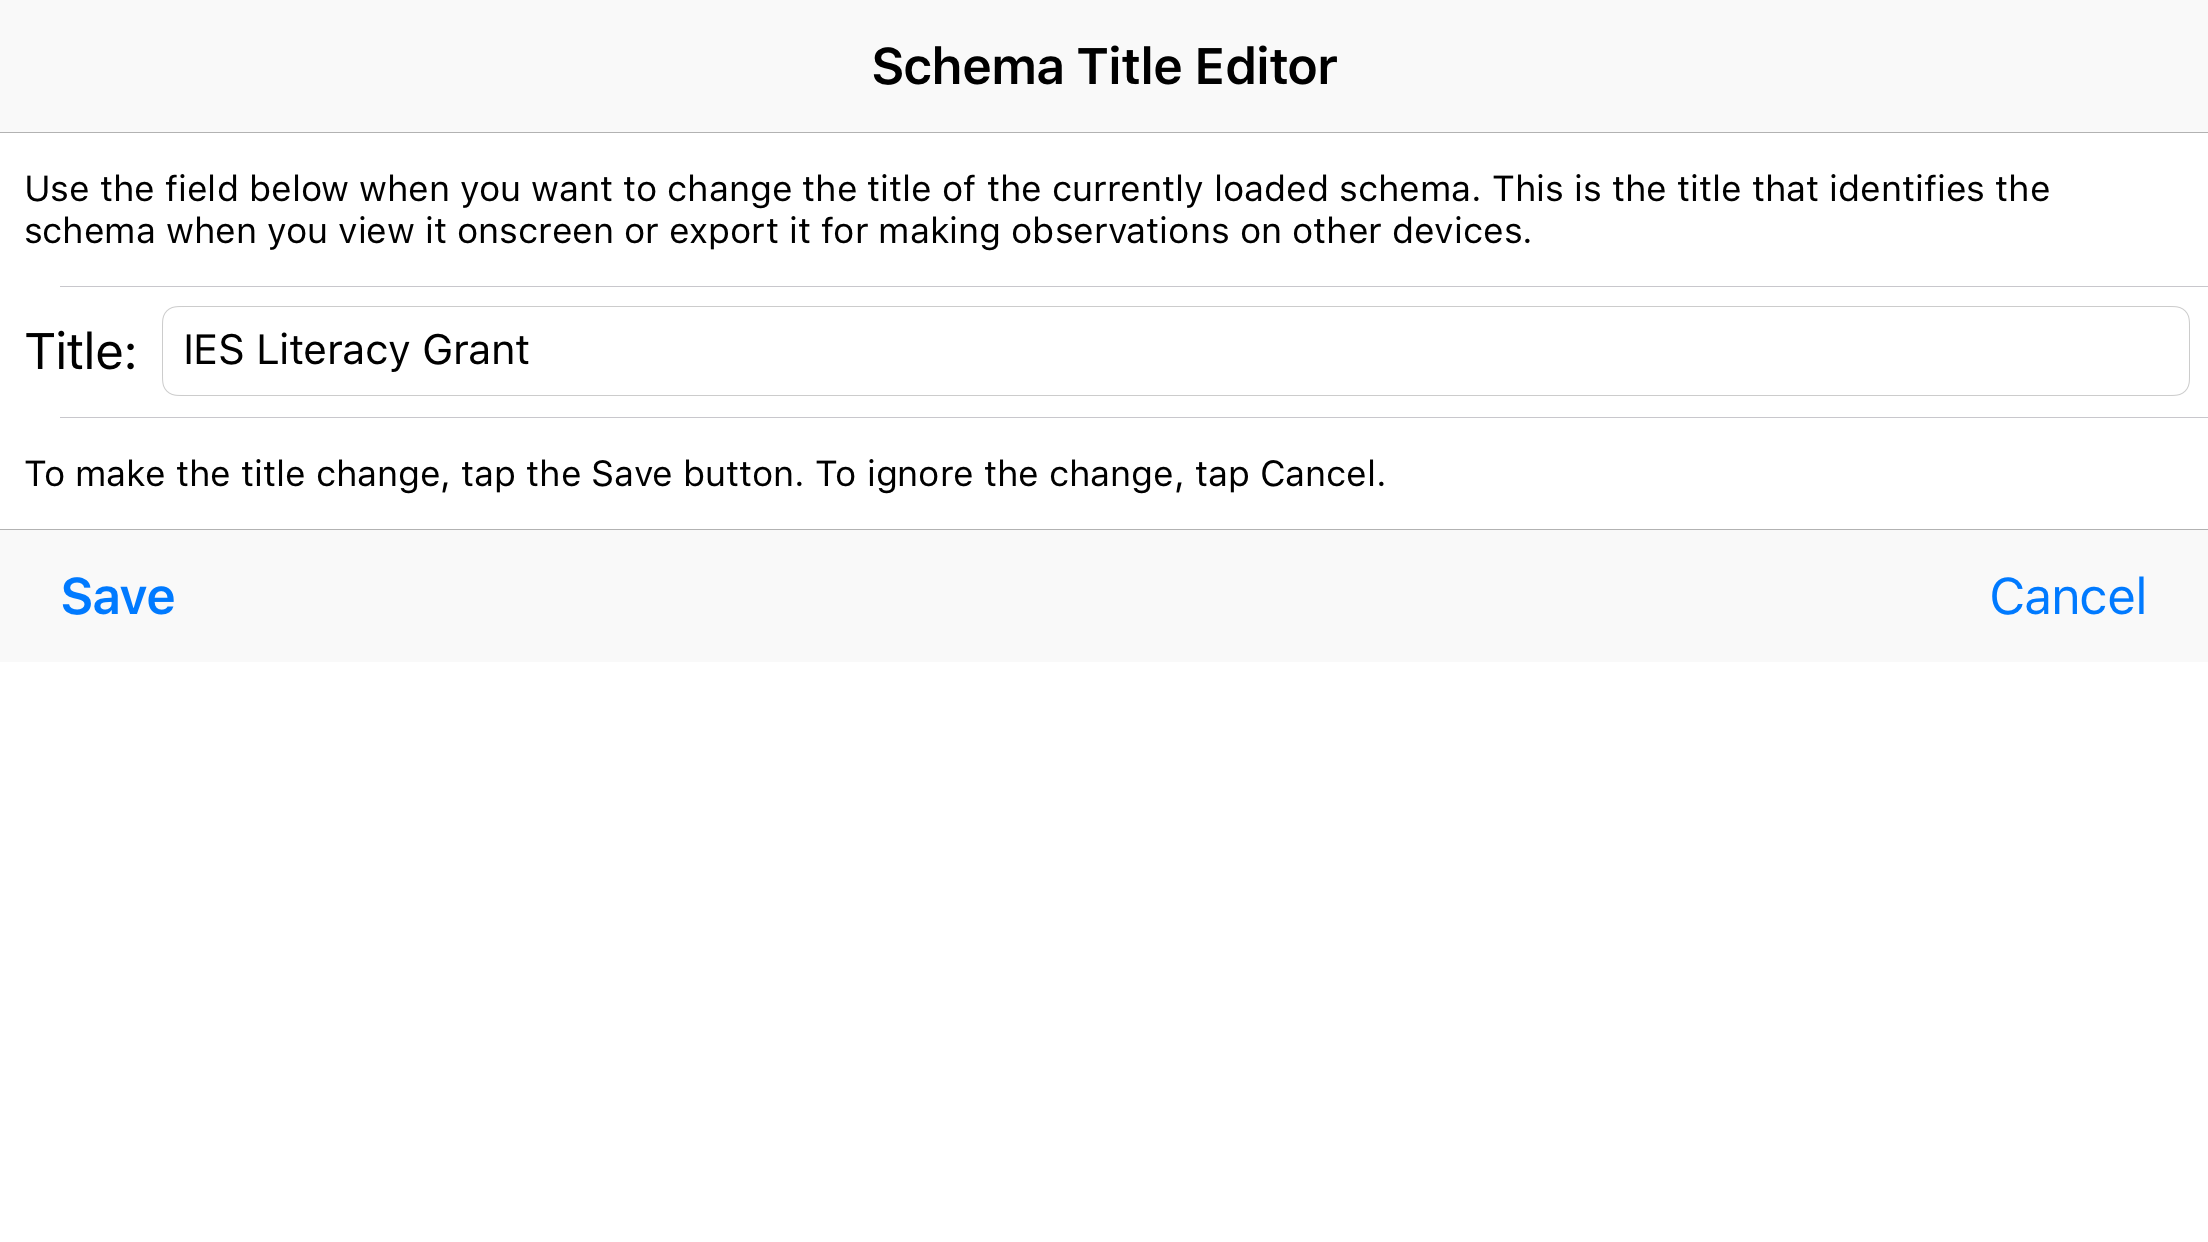 Schema Title Editor
Use the field below when you want to change the title of the currently loaded schema. This is the title that identifies the
schema when you view it onscreen or export it for making observations on other devices.
Title: IES Literacy Grant
To make the title change, tap the Save button. To ignore the change, tap Cancel.
Save Cancel